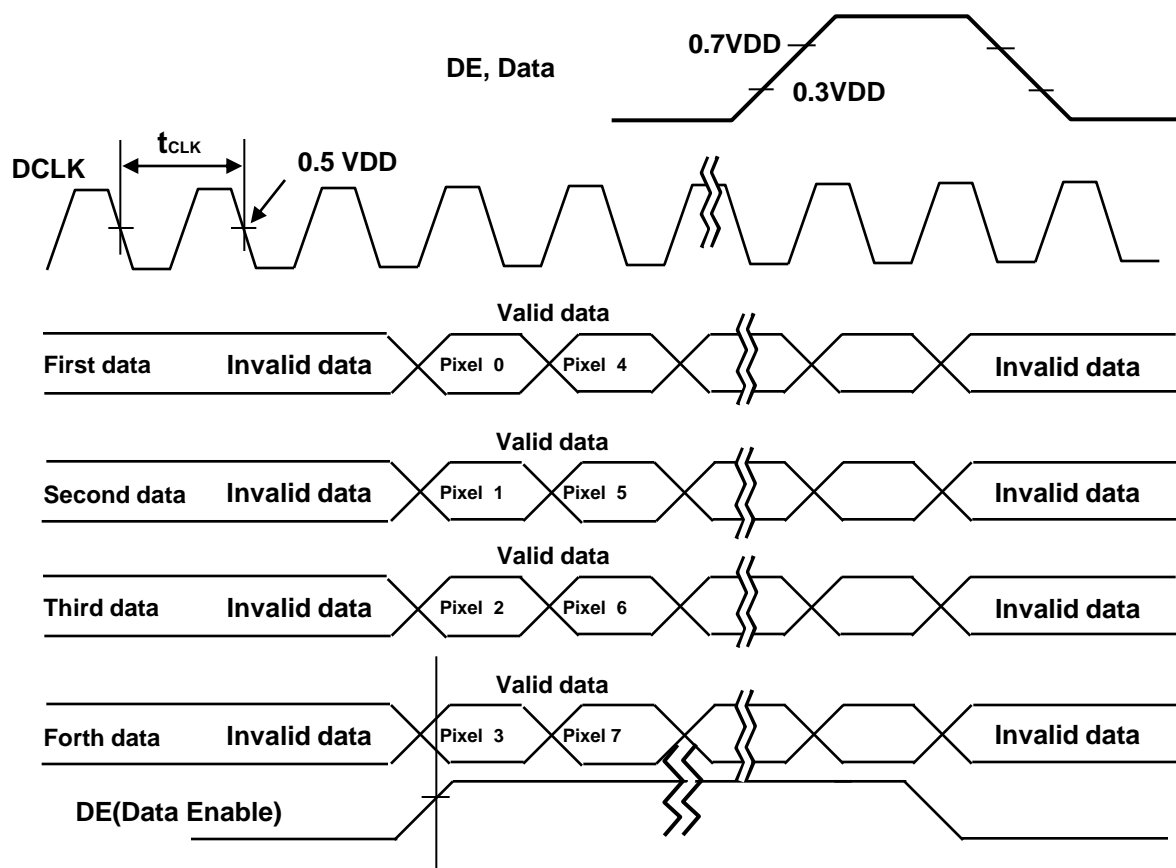 0.7VDD
DE, Data
0.3VDD
tCLK
DCLK
0.5 VDD
Valid data
First data
Invalid data
Pixel 0
Pixel 4
Invalid data
Valid data
Second data
Invalid data
Pixel 1
Pixel 5
Invalid data
Valid data
Third data
Invalid data
Pixel 2
Pixel 6
Invalid data
Valid data
Forth data
Invalid data
Pixel 3
Pixel 7
Invalid data
DE(Data Enable)